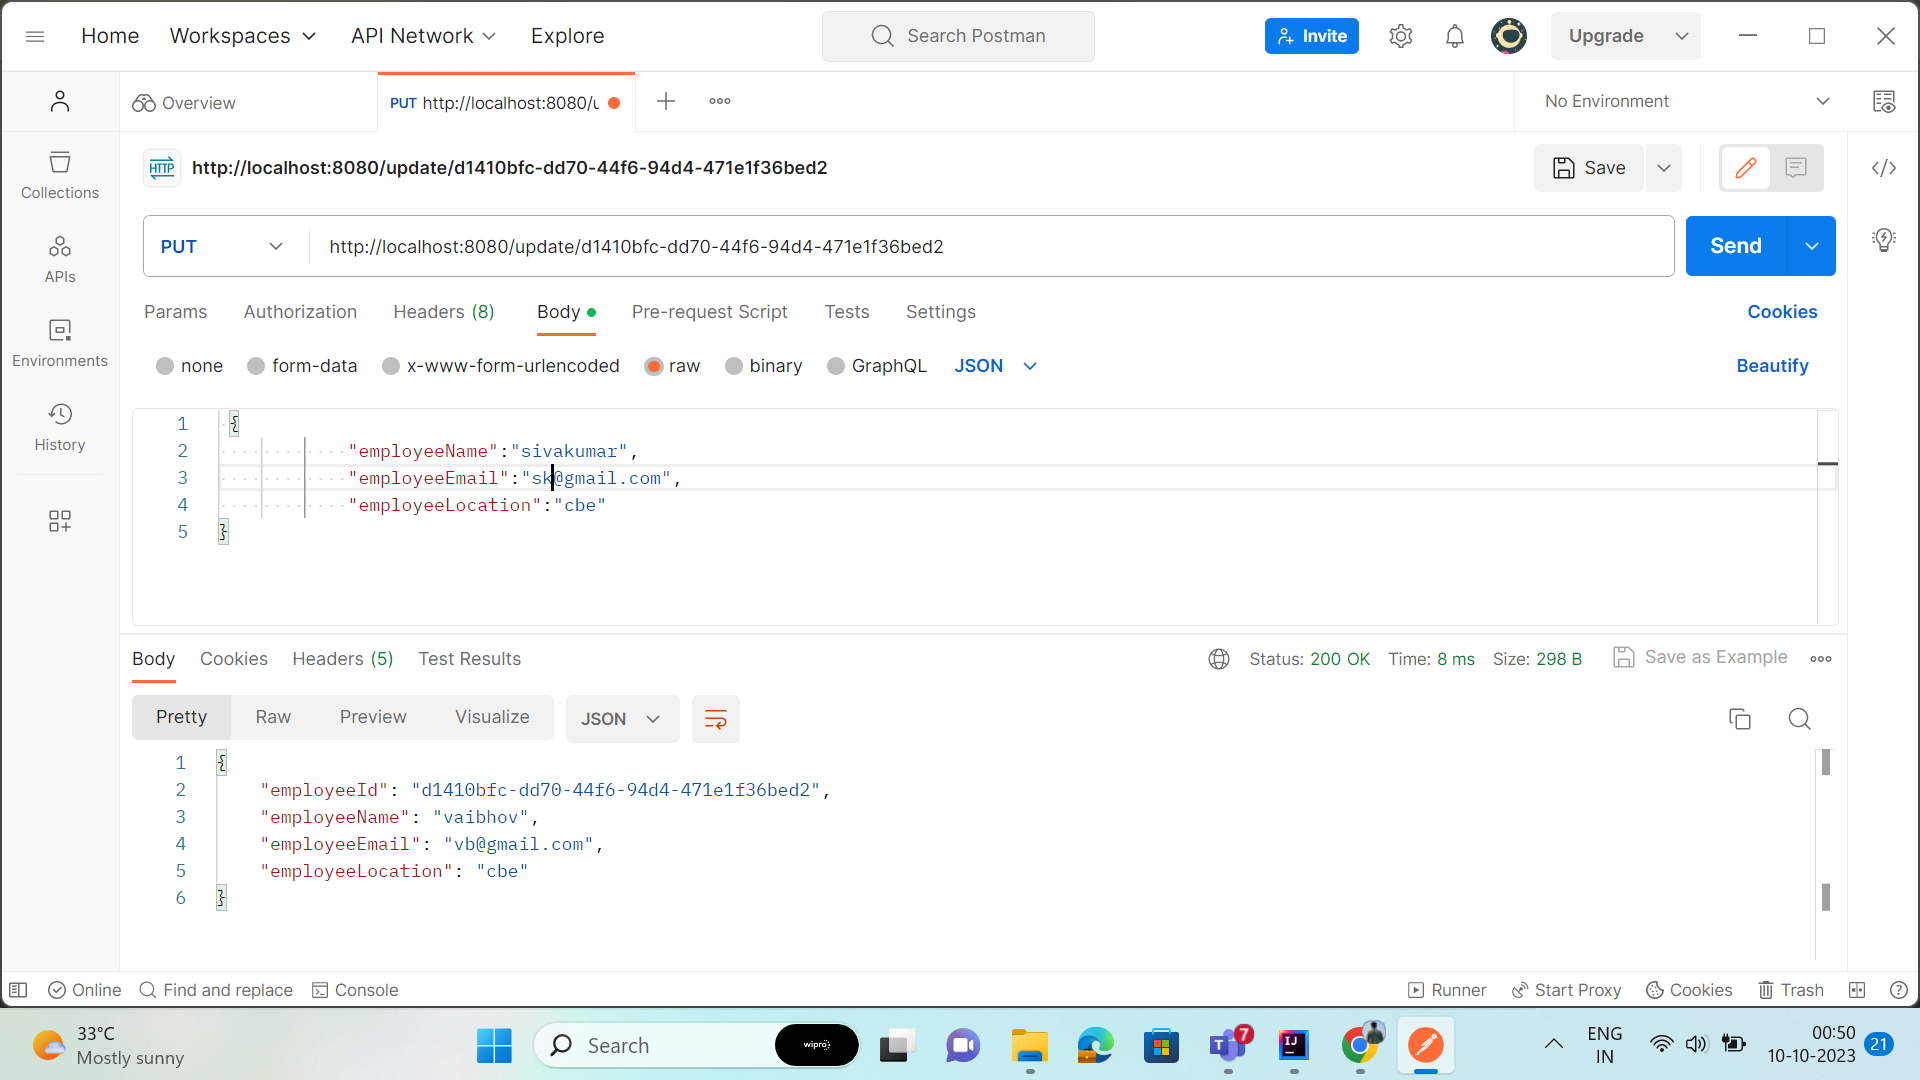 Home Workspaces API Network Explore Search Postman Invite Upgrade
Overview PUT http://localhost:8080/u No Environment
HTTP http://localhost:8080/update/d1410bfc-dd70-44f6-94d4-471e1f36bed2 Save
Collections
PUT http://localhost:8080/update/d1410bfc-dd70-44f6-94d4-471e1f36bed2 Send
APIs
Params Authorization Headers (8) Body Pre-request Script Tests Settings Cookies
Environments
none form-data x-www-form-urlencoded raw binary GraphQL JSON Beautify
History
1 {
2 "employeeName":"sivakumar",
3 "employeeEmail":"sk@gmail.com",
4 "employeeLocation":"cbe"
5 }
Body Cookies Headers (5) Test Results Status: 200 OK Time: 8 ms Size: 298 B Save as Example
Pretty Raw Preview Visualize JSON
1 {
2 "employeeId": "d1410bfc-dd70-44f6-94d4-471e1f36bed2",
3 "employeeName": "vaibhov",
4 "employeeEmail": "vb@gmail.com",
5 "employeeLocation": "cbe"
6 }
Online Find and replace Console Runner Start Proxy Cookies Trash
33°C
Mostly sunny
Search wipro 7 IJ
ENG
IN
00:50
10-10-2023
21